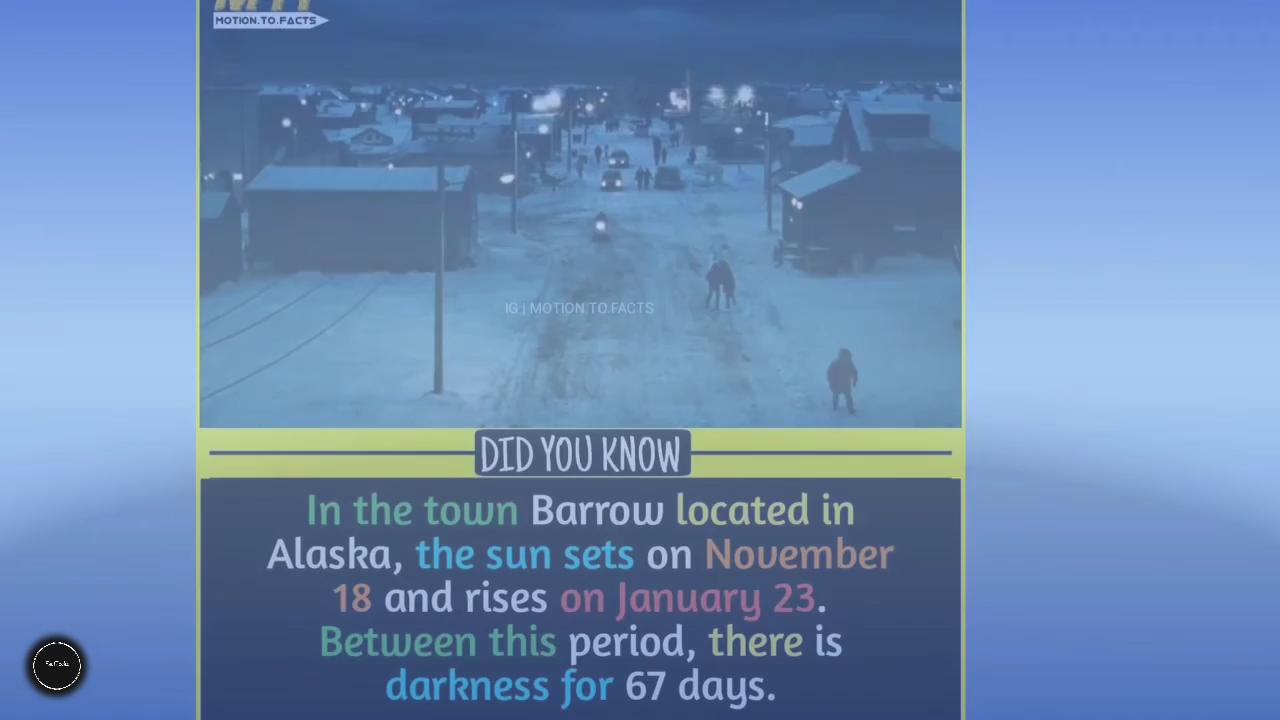 MOTION.TO.FACTS
IG | MOTION.TO.FACTS
DID YOU KNOW
In the town Barrow located in
Alaska, the sun sets on November
18 and rises on January 23.
Between this period, there is
darkness for 67 days.